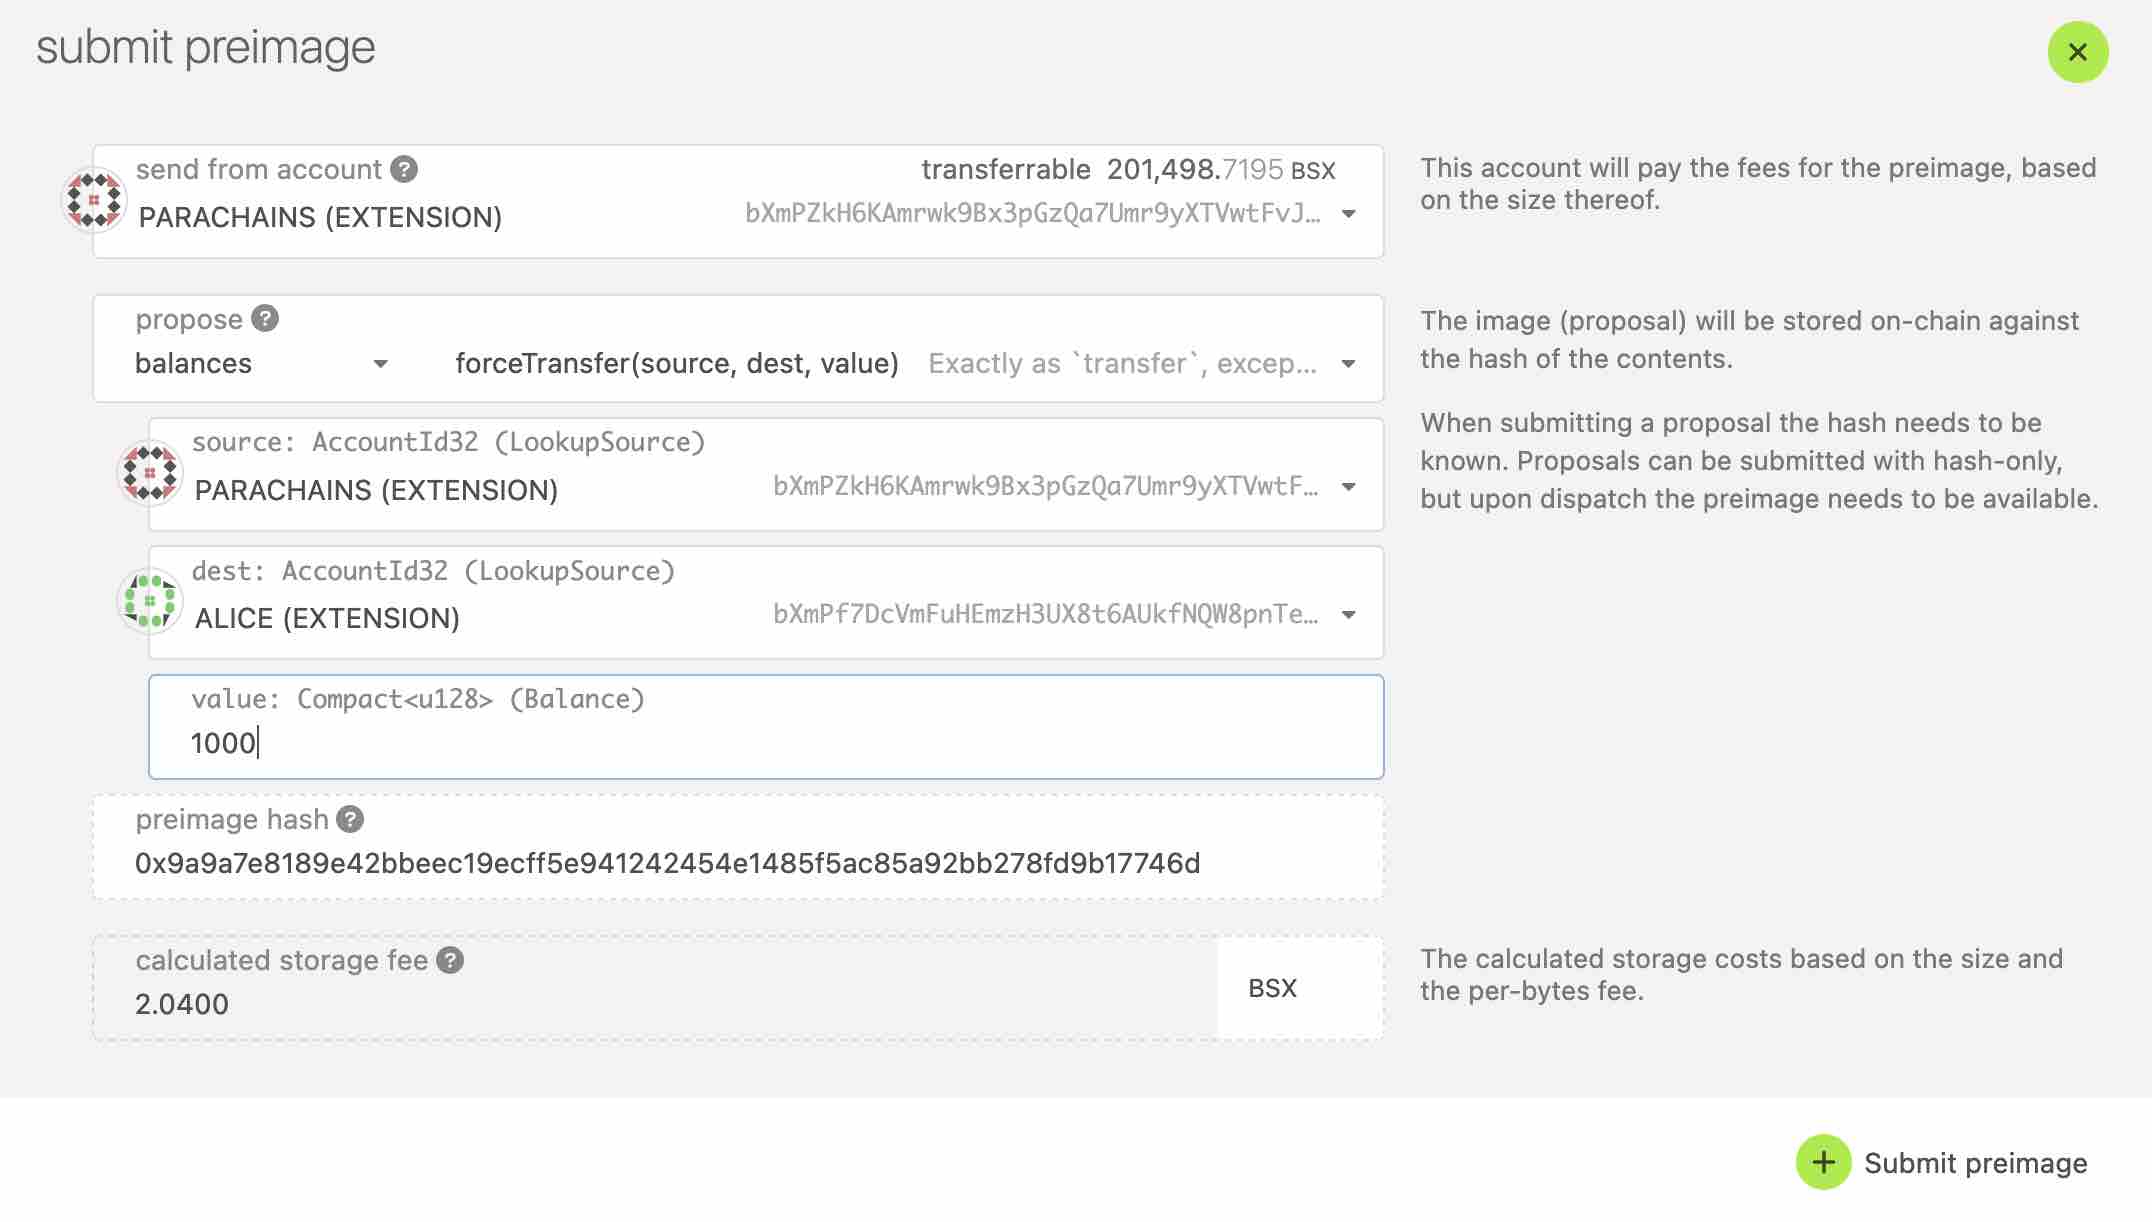 submit preimage
send from account ?
transferrable 201,498.7195 BSX
PARACHAINS (EXTENSION)
bXmPZkH6KAmrwk9Bx3pGzQa7Umr9yXTVwtFvJ…
This account will pay the fees for the preimage, based
on the size thereof.
propose ?
balances
forceTransfer(source, dest, value) Exactly as `transfer`, excep…
The image (proposal) will be stored on-chain against
the hash of the contents.
When submitting a proposal the hash needs to be
known. Proposals can be submitted with hash-only,
but upon dispatch the preimage needs to be available.
source: AccountId32 (LookupSource)
PARACHAINS (EXTENSION)
bXmPZkH6KAmrwk9Bx3pGzQa7Umr9yXTVwtF…
dest: AccountId32 (LookupSource)
ALICE (EXTENSION)
bXmPf7DcVmFuHEmzH3UX8t6AUkfNQW8pnTe…
value: Compact<u128> (Balance)
1000
preimage hash ?
0x9a9a7e8189e42bbeec19ecff5e941242454e1485f5ac85a92bb278fd9b17746d
calculated storage fee ?
2.0400
BSX
The calculated storage costs based on the size and
the per-bytes fee.
Submit preimage